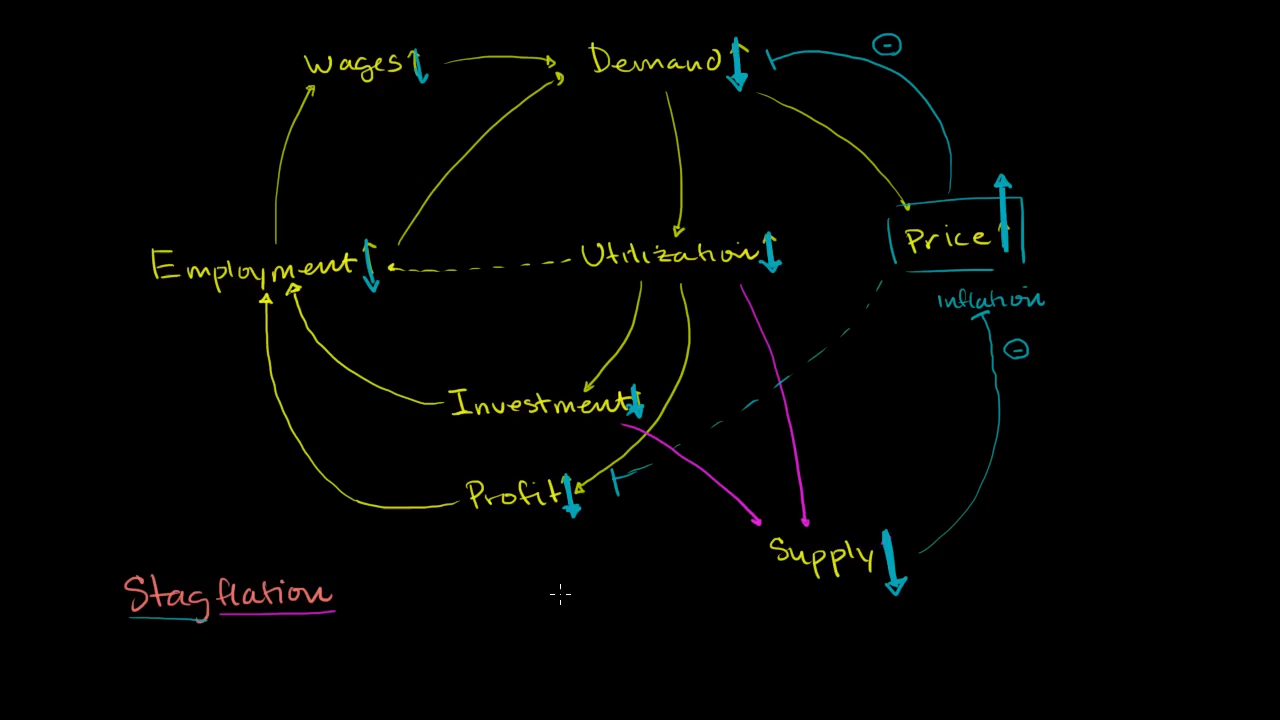 Wages
Demand
Price
Employment
Utilization
Inflation
Investment
Profit
Supply
Stagflation